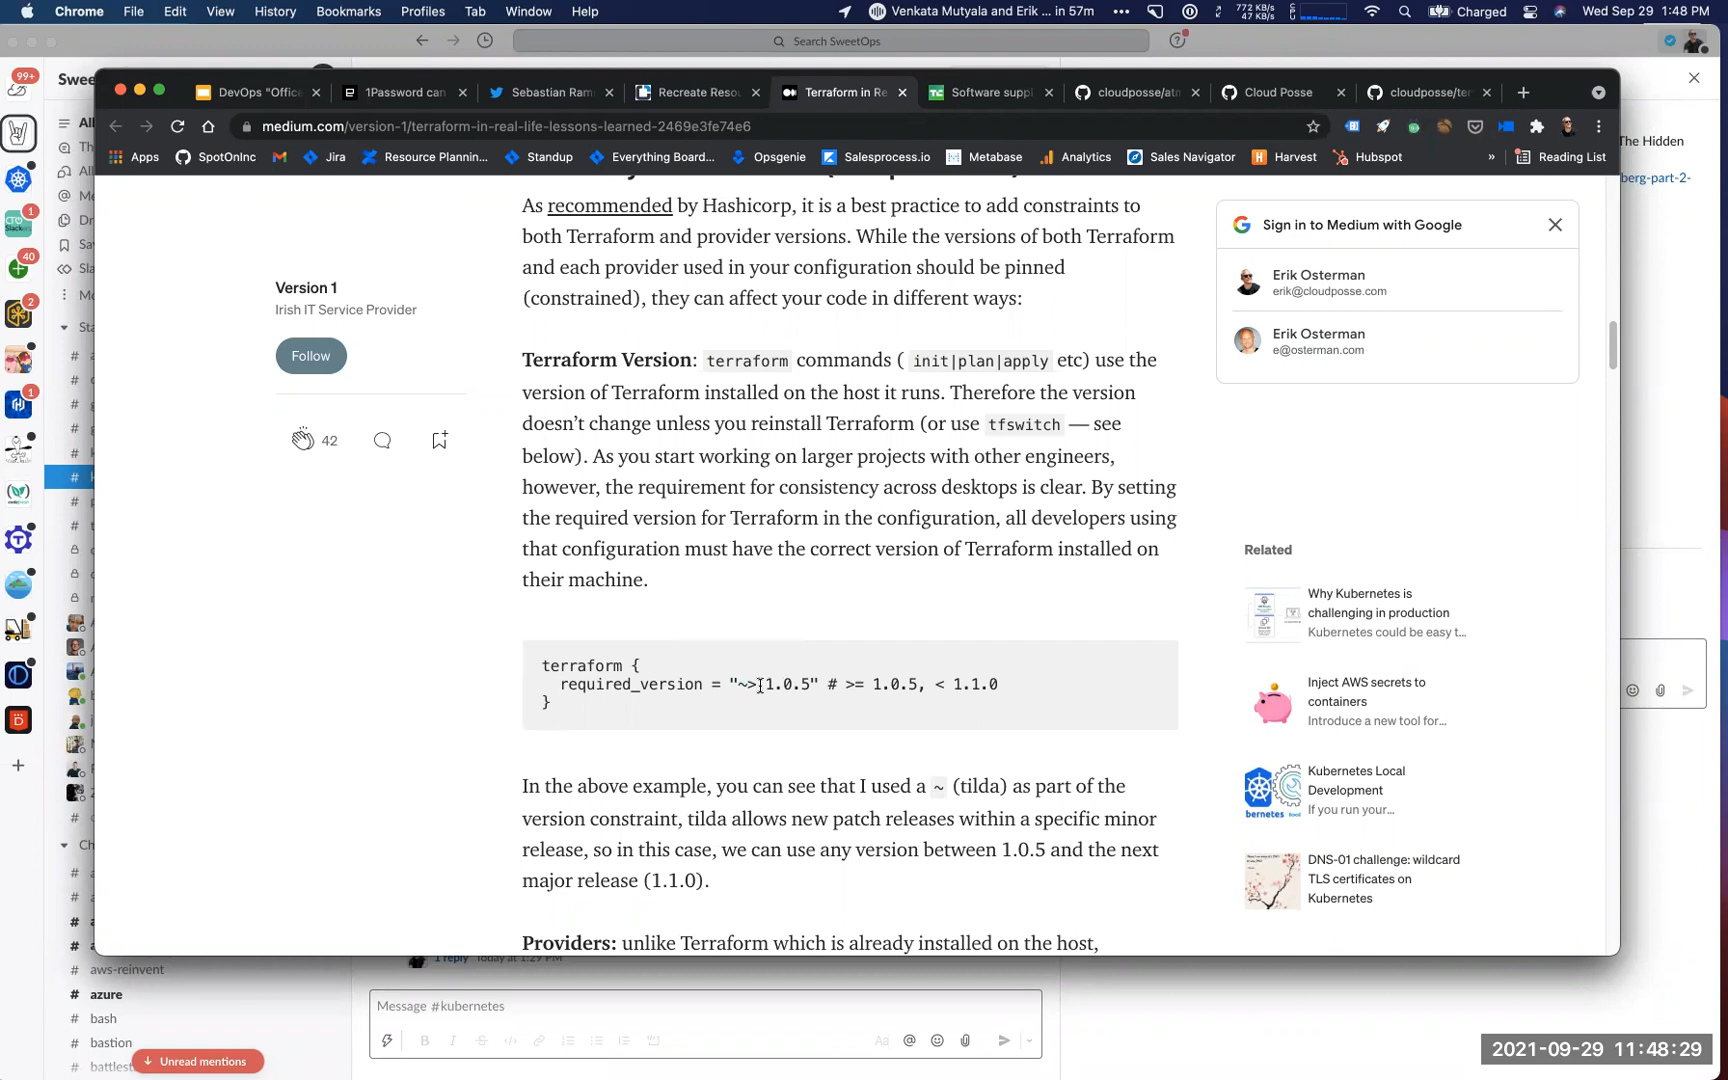 Chrome File Edit View History Bookmarks Profiles Tab Window Help
Venkata Mutyala and Erik ... in 57m
772 KB/s
47 KB/s
Charged
Wed Sep 29 1:48 PM
Search SweetOps
99+
DevOps "Office
1Password can
Sebastian Ram
Recreate Reso
Terraform in Re
Software suppl
cloudposse/atm
Cloud Posse
cloudposse/ter
medium.com/version-1/terraform-in-real-life-lessons-learned-2469e3fe74e6
Apps
SpotOnInc
Jira
Resource Plannin...
Standup
Everything Board...
Opsgenie
Salesprocess.io
Metabase
Analytics
Sales Navigator
Harvest
Hubspot
»
Reading List
The Hidden
berg-part-2-
As recommended by Hashicorp, it is a best practice to add constraints to
both Terraform and provider versions. While the versions of both Terraform
and each provider used in your configuration should be pinned
(constrained), they can affect your code in different ways:
Version 1
Irish IT Service Provider
Follow
42
Terraform Version: terraform commands ( init|plan|apply etc) use the
version of Terraform installed on the host it runs. Therefore the version
doesn’t change unless you reinstall Terraform (or use tfswitch — see
below). As you start working on larger projects with other engineers,
however, the requirement for consistency across desktops is clear. By setting
the required version for Terraform in the configuration, all developers using
that configuration must have the correct version of Terraform installed on
their machine.
terraform {
required_version = "~> 1.0.5" # >= 1.0.5, < 1.1.0
}
In the above example, you can see that I used a ~ (tilda) as part of the
version constraint, tilda allows new patch releases within a specific minor
release, so in this case, we can use any version between 1.0.5 and the next
major release (1.1.0).
Providers: unlike Terraform which is already installed on the host,
Sign in to Medium with Google
Erik Osterman
erik@cloudposse.com
Erik Osterman
e@osterman.com
Related
Why Kubernetes is
challenging in production
Kubernetes could be easy t...
Inject AWS secrets to
containers
Introduce a new tool for...
Kubernetes Local
Development
If you run your...
DNS-01 challenge: wildcard
TLS certificates on
Kubernetes
1 reply Today at 1:29 PM
# aws-reinvent
# azure
# bash
# bastion
Unread mentions
Message #kubernetes
2021-09-29 11:48:29